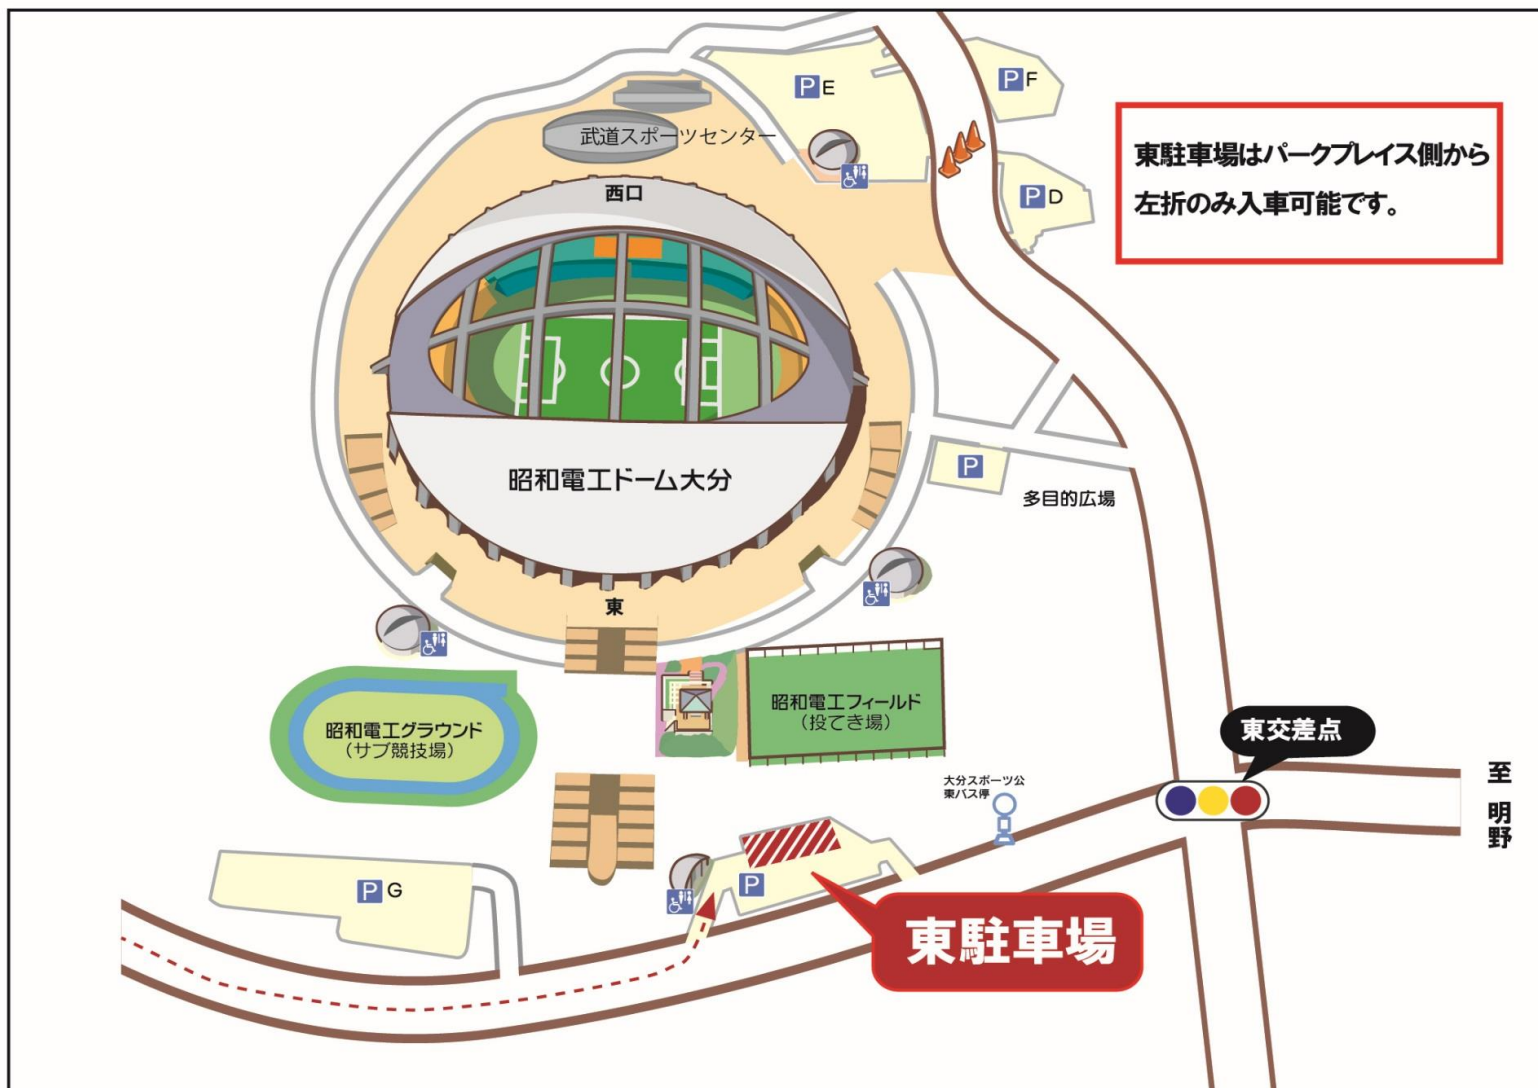 P E
P F
武道スポーツセンター
東駐車場はパークプレイス側から
左折のみ入車可能です。
西口
P D
昭和電工ドーム大分
P
多目的広場
東
昭和電工グラウンド
(サブ競技場)
昭和電工フィールド
(投てき場)
東交差点
大分スポーツ公
東バス停
至 明野
P G
P
東駐車場